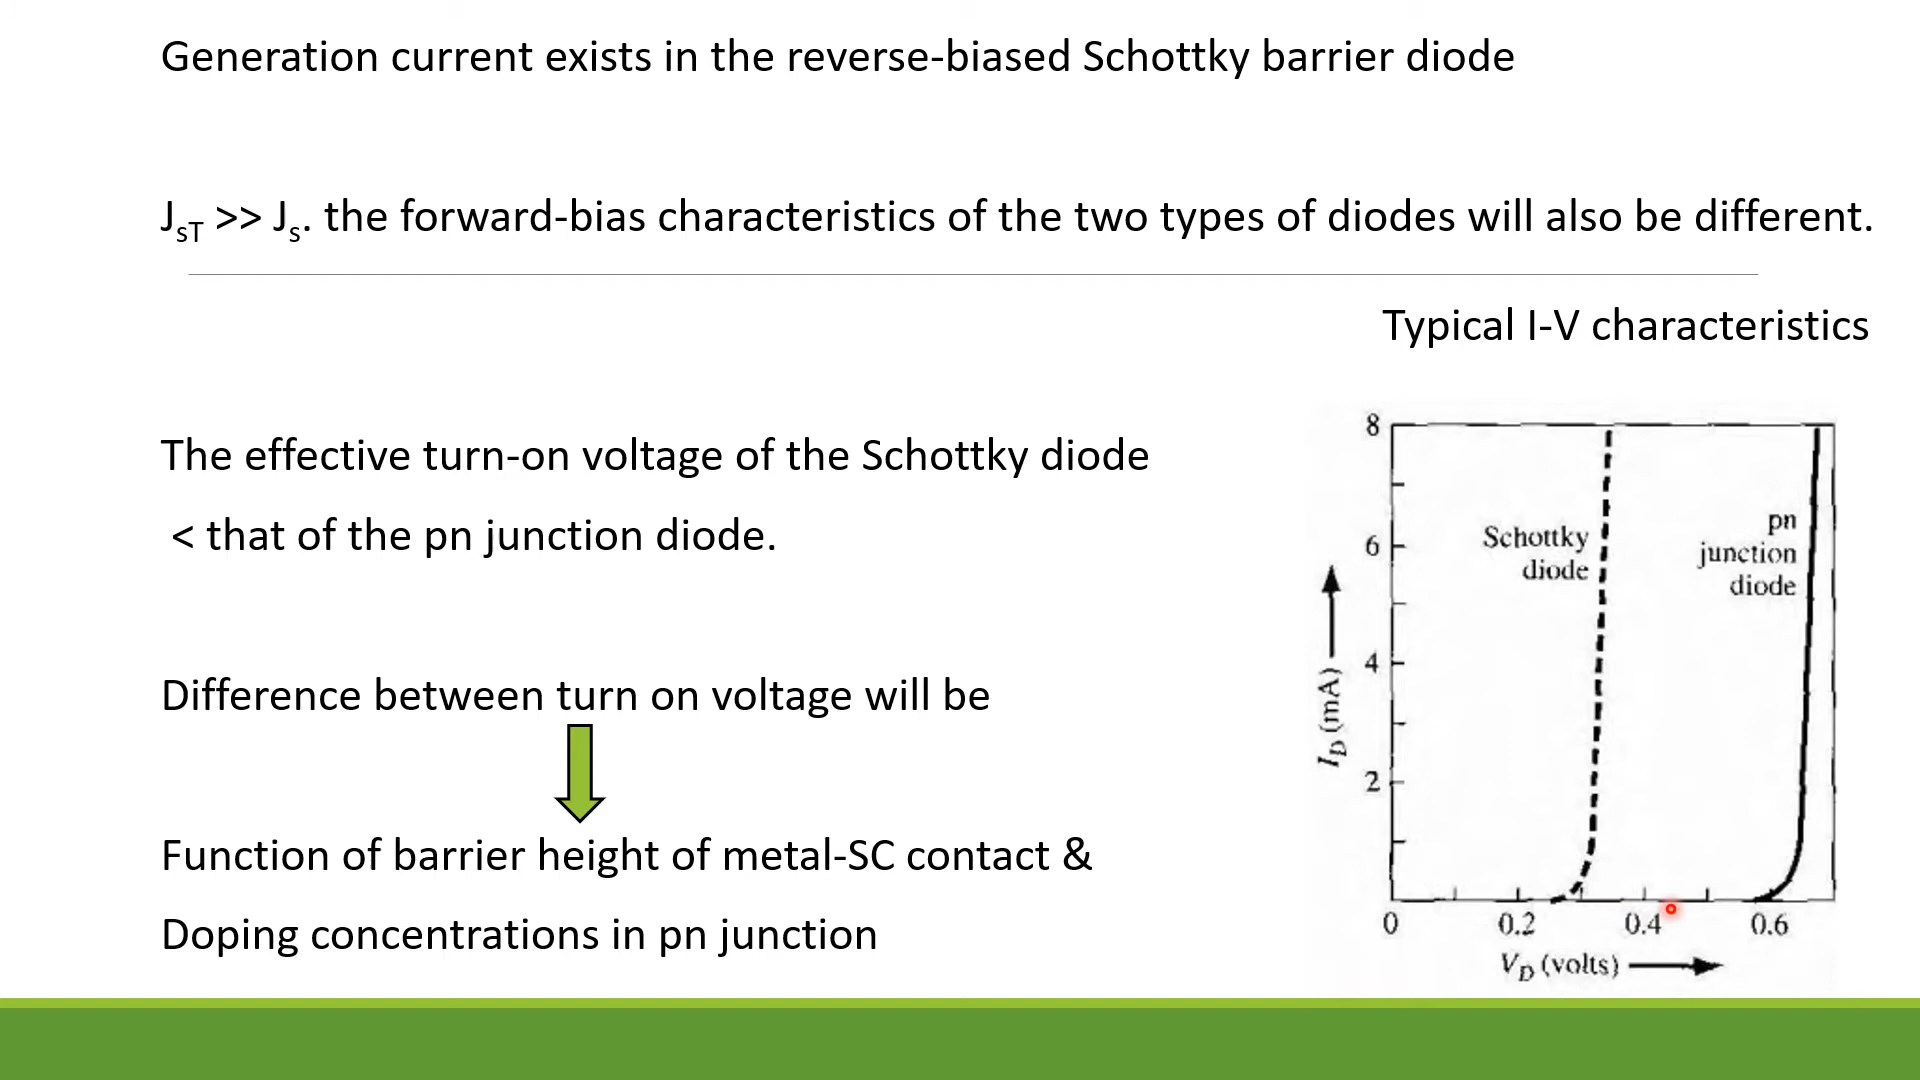 Generation current exists in the reverse-biased Schottky barrier diode
JsT >> Js. the forward-bias characteristics of the two types of diodes will also be different.
Typical I-V characteristics
The effective turn-on voltage of the Schottky diode
< that of the pn junction diode.
Difference between turn on voltage will be
Function of barrier height of metal-SC contact &
Doping concentrations in pn junction
8
6
4
2
0
0.2
0.4
0.6
Schottky
diode
pn
junction
diode
ID (mA)
VD (volts)